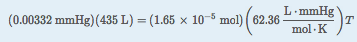 (0.00332 mmHg)(435 L) = (1.65 × 10⁻⁵ mol)(62.36 L·mmHg / mol·K)T